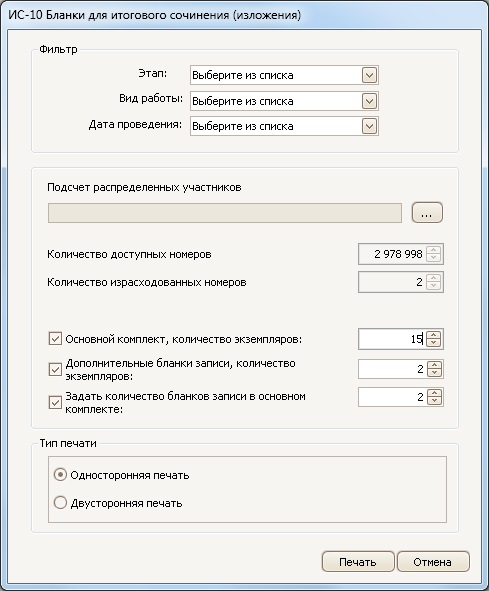 ИС-10 Бланки для итогового сочинения (изложения)
Фильтр
Этап: Выберите из списка
Вид работы: Выберите из списка
Дата проведения: Выберите из списка
Подсчет распределенных участников
...
Количество доступных номеров 2 978 998
Количество израсходованных номеров 2
Основной комплект, количество экземпляров: 15
Дополнительные бланки записи, количество 2
экземпляров:
Задать количество бланков записи в основном 2
комплекте:
Тип печати
Односторонняя печать
Двусторонняя печать
Печать Отмена